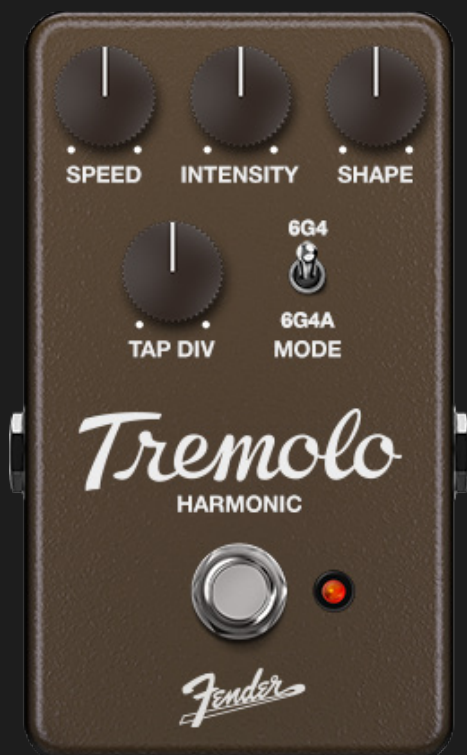 SPEED INTENSITY SHAPE
6G4
6G4A
TAP DIV MODE
Tremolo
HARMONIC
Fender